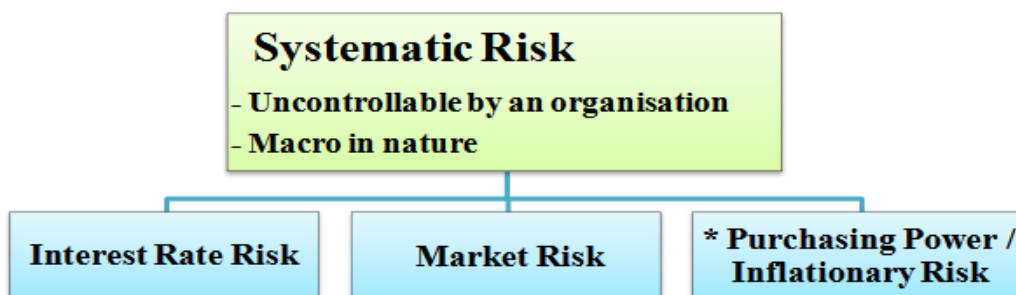 Systematic Risk
- Uncontrollable by an organisation
- Macro in nature
Interest Rate Risk
Market Risk
* Purchasing Power /
Inflationary Risk